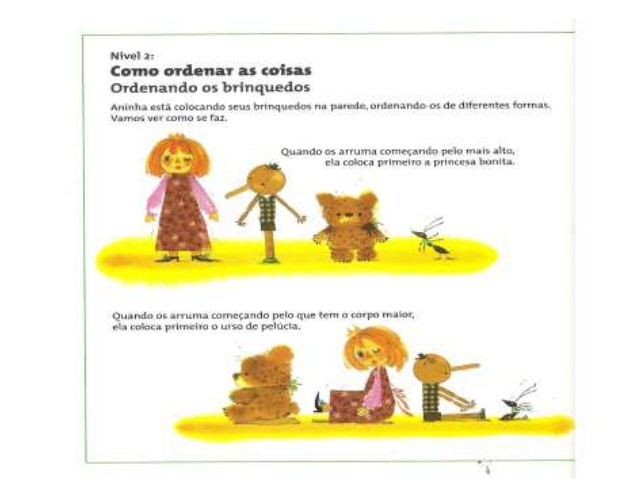 Nível 2:
Como ordenar as coisas
Ordenando os brinquedos
Aninha está colocando seus brinquedos na parede, ordenando-os de diferentes formas.
Vamos ver como se faz.
Quando os arruma começando pelo mais alto,
ela coloca primeiro a princesa bonita.
Quando os arruma começando pelo que tem o corpo maior,
ela coloca primeiro o urso de pelúcia.